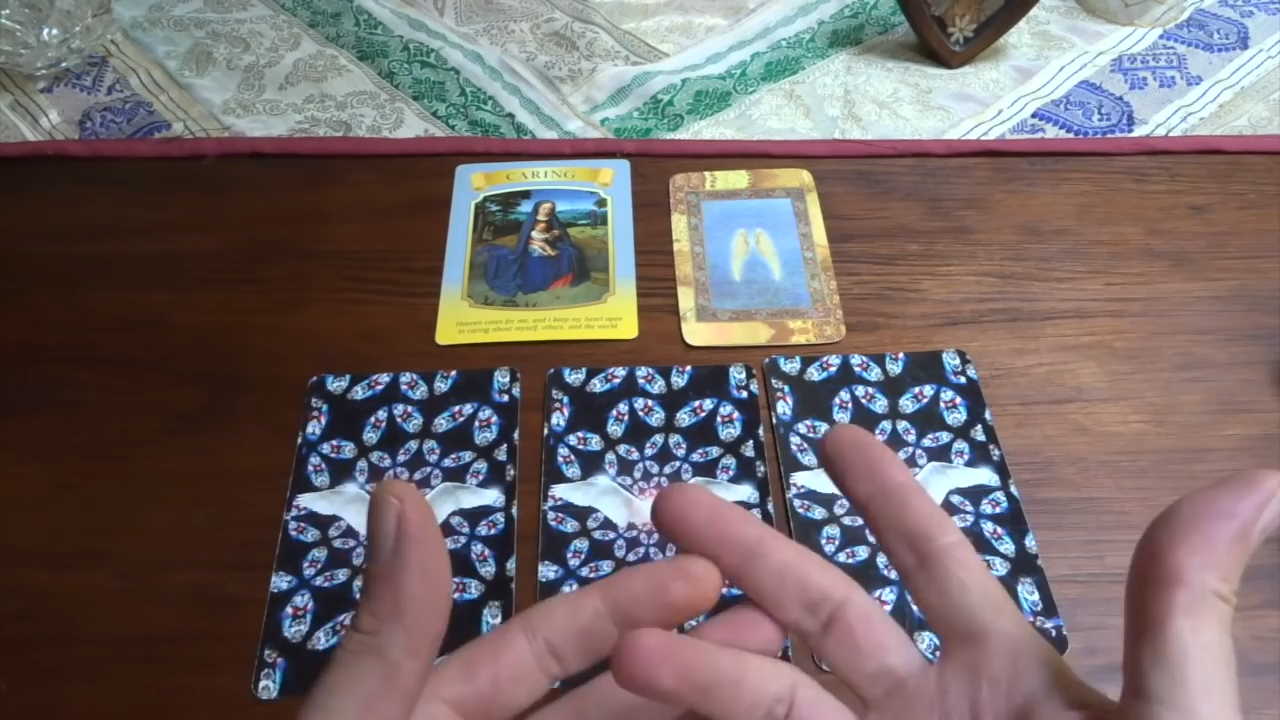 CARING
Heaven cares for me, and I keep my heart open
to caring about myself, others, and the world.